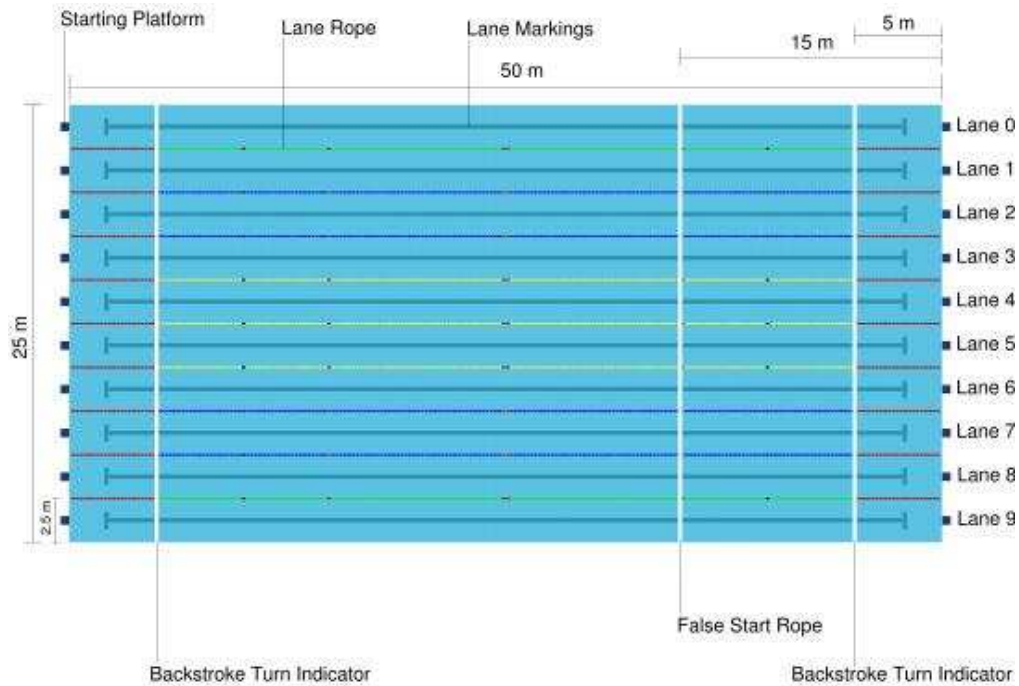 Starting Platform
Lane Rope
Lane Markings
5 m
15 m
50 m
Lane 0
Lane 1
Lane 2
Lane 3
Lane 4
Lane 5
Lane 6
Lane 7
Lane 8
Lane 9
25 m
2.5 m
False Start Rope
Backstroke Turn Indicator
Backstroke Turn Indicator